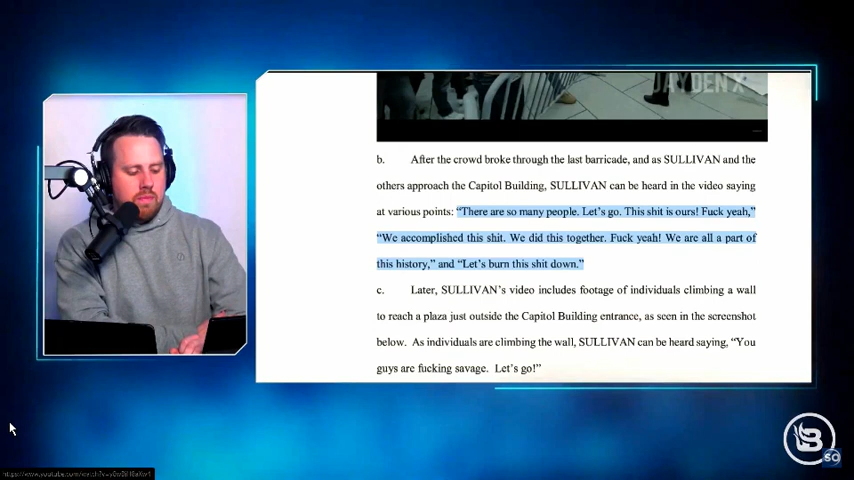 JAYDEN X
b. After the crowd broke through the last barricade, and as SULLIVAN and the
others approach the Capitol Building, SULLIVAN can be heard in the video saying
at various points: “There are so many people. Let’s go. This shit is ours! Fuck yeah,”
“We accomplished this shit. We did this together. Fuck yeah! We are all a part of
this history,” and “Let’s burn this shit down.”
c. Later, SULLIVAN’s video includes footage of individuals climbing a wall
to reach a plaza just outside the Capitol Building entrance, as seen in the screenshot
below. As individuals are climbing the wall, SULLIVAN can be heard saying, “You
guys are fucking savage. Let’s go!”
B
SQ